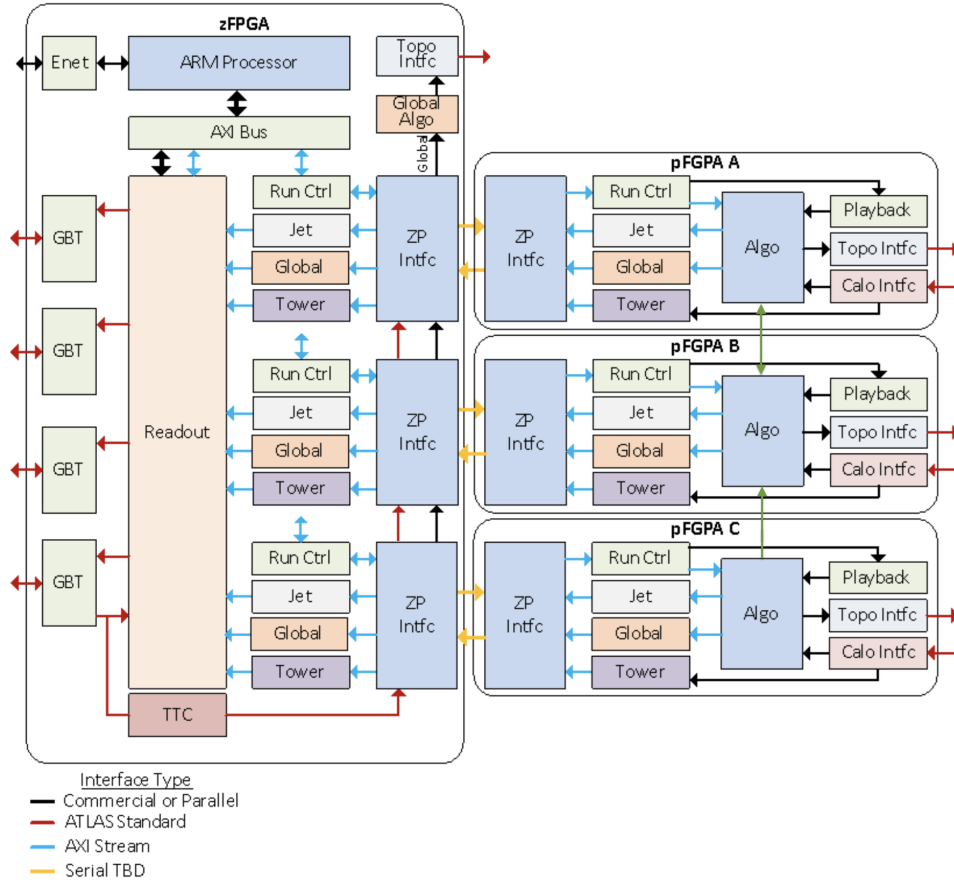 zFPGA
Enet
ARM Processor
Topo
Intfc
Global
Algo
AXI Bus
Global
GBT
GBT
GBT
GBT
Readout
TTC
Run Ctrl
Jet
Global
Tower
ZP
Intfc
Run Ctrl
Jet
Global
Tower
ZP
Intfc
Run Ctrl
Jet
Global
Tower
ZP
Intfc
pFGPA A
ZP
Intfc
Run Ctrl
Jet
Global
Tower
Algo
Playback
Topo Intfc
Calo Intfc
pFGPA B
ZP
Intfc
Run Ctrl
Jet
Global
Tower
Algo
Playback
Topo Intfc
Calo Intfc
pFGPA C
ZP
Intfc
Run Ctrl
Jet
Global
Tower
Algo
Playback
Topo Intfc
Calo Intfc
Interface Type
Commercial or Parallel
ATLAS Standard
AXI Stream
Serial TBD